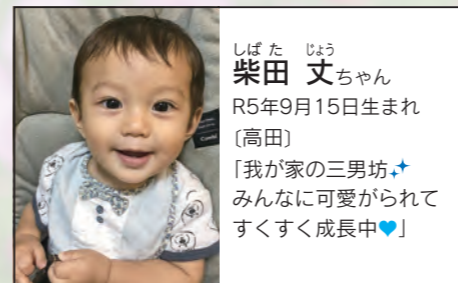 しばた じょう
柴田 丈ちゃん
R5年9月15日生まれ
〔高田〕
「我が家の三男坊✨
みんなに可愛がられて
すくすく成長中♥」
Combi